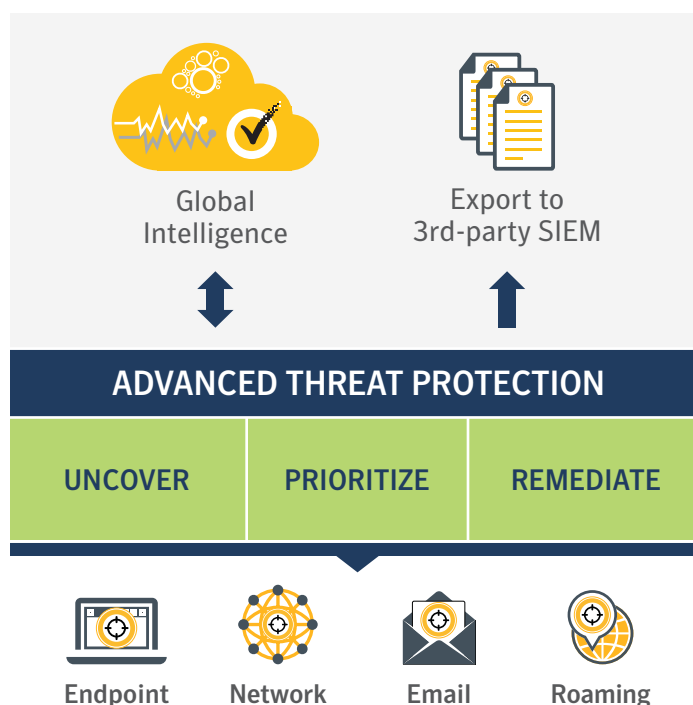 Global
Intelligence
Export to
3rd-party SIEM
ADVANCED THREAT PROTECTION
UNCOVER
PRIORITIZE
REMEDIATE
Endpoint
Network
Email
Roaming